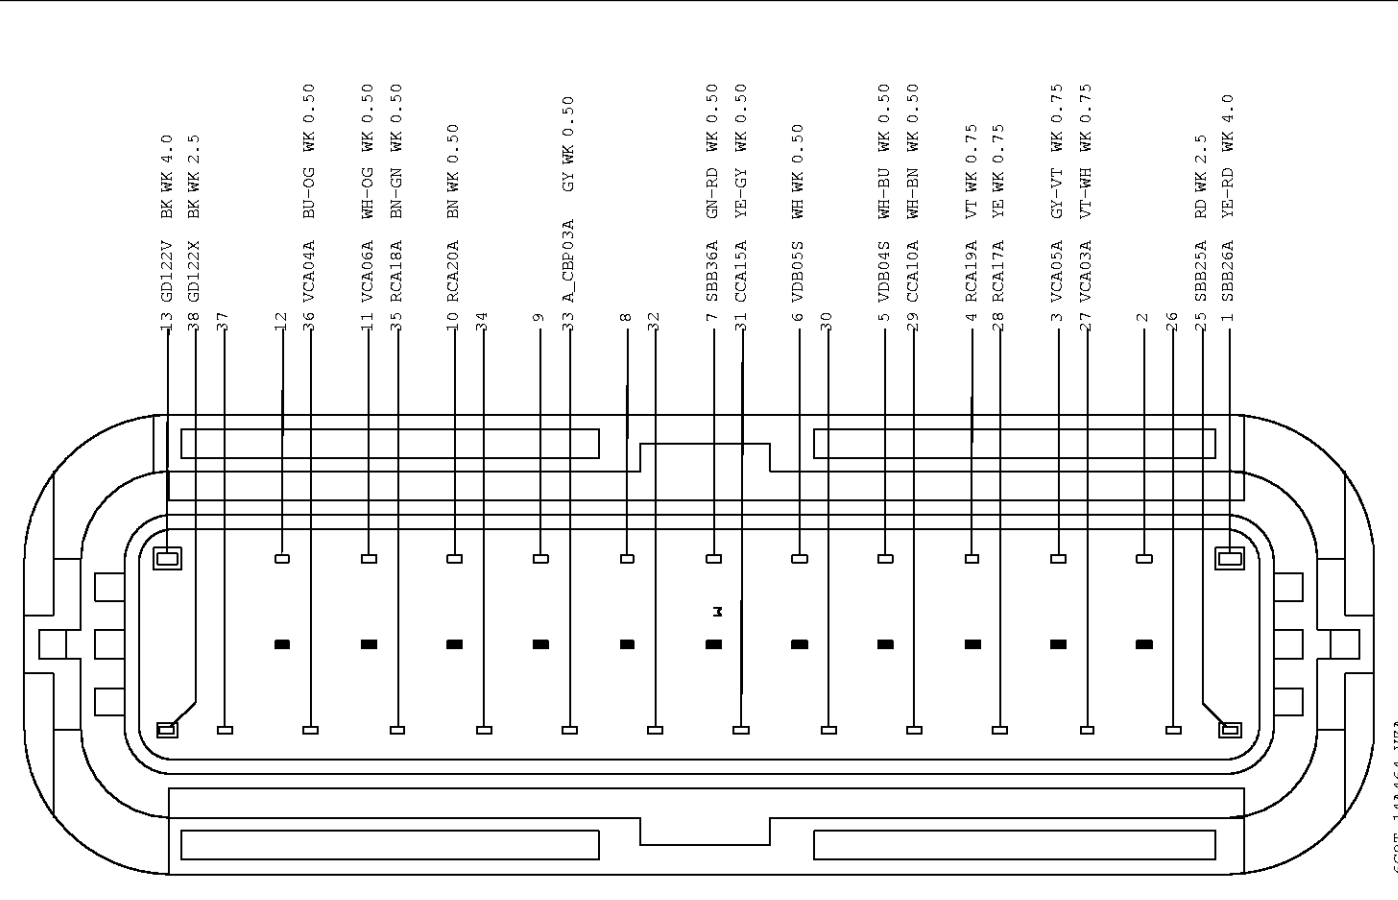 13 GD122V BK WK 4.0
38 GD122X BK WK 2.5
37
12
36 VCA04A BU-OG WK 0.50
11 VCA06A WH-OG WK 0.50
35 RCA18A BN-GN WK 0.50
10 RCA20A BN WK 0.50
34
9
33 A_CBP03A GY WK 0.50
8
32
7 SBB36A GN-RD WK 0.50
31 CCA15A YE-GY WK 0.50
6 VDB05S WH WK 0.50
30
5 VDB04S WH-BU WK 0.50
29 CCA10A WH-BN WK 0.50
4 RCA19A VT WK 0.75
28 RCA17A YE WK 0.75
3 VCA05A GY-VT WK 0.75
27 VCA03A VT-WH WK 0.75
2
26
25 SBB25A RD WK 2.5
1 SBB26A YE-RD WK 4.0
M